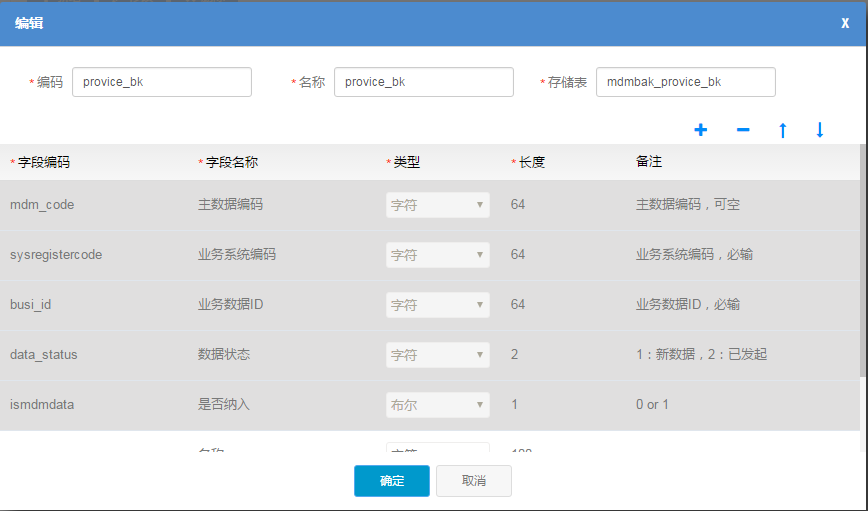 编辑 X
* 编码 provice_bk * 名称 provice_bk * 存储表 mdmbak_provice_bk
* 字段编码 * 字段名称 * 类型 * 长度 备注
mdm_code 主数据编码 字符 64 主数据编码，可空
sysregistercode 业务系统编码 字符 64 业务系统编码，必输
busi_id 业务数据ID 字符 64 业务数据ID，必输
data_status 数据状态 字符 2 1：新数据，2：已发起
ismdmdata 是否纳入 布尔 1 0 or 1
名称 字符
确定 取消